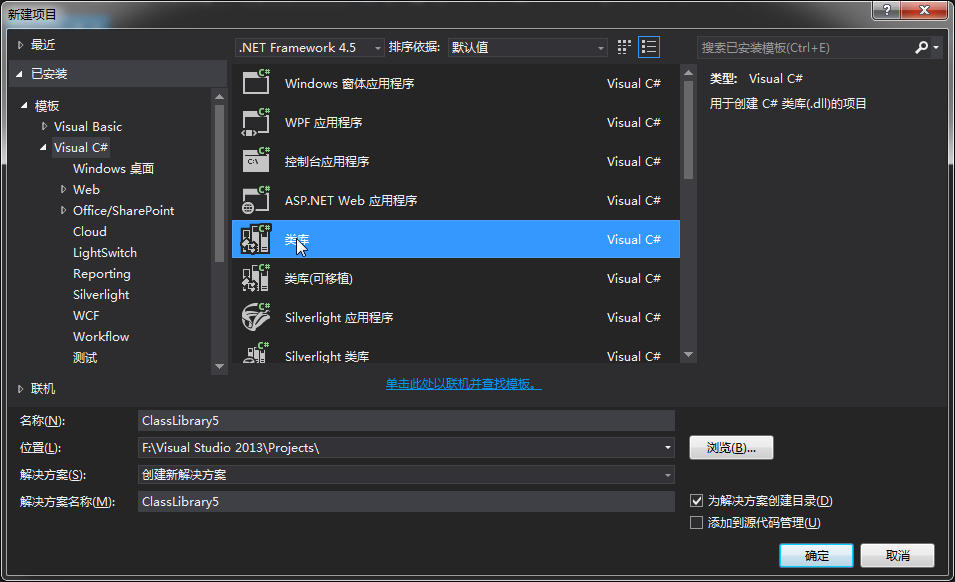 新建项目
?
最近
.NET Framework 4.5 排序依据: 默认值
搜索已安装模板(Ctrl+E)
已安装
模板
Visual Basic
Visual C#
Windows 桌面
Web
Office/SharePoint
Cloud
LightSwitch
Reporting
Silverlight
WCF
Workflow
测试
联机
C# Windows 窗体应用程序 Visual C#
C# WPF 应用程序 Visual C#
C# C:\ 控制台应用程序 Visual C#
C# ASP.NET Web 应用程序 Visual C#
C# 类库 Visual C#
C# 类库(可移植) Visual C#
C# Silverlight 应用程序 Visual C#
C# Silverlight 类库 Visual C#
单击此处以联机并查找模板。
类型: Visual C#
用于创建 C# 类库(.dll)的项目
名称(N): ClassLibrary5
位置(L): F:\Visual Studio 2013\Projects\ 浏览(B)...
解决方案(S): 创建新解决方案
解决方案名称(M): ClassLibrary5
为解决方案创建目录(D)
添加到源代码管理(U)
确定 取消